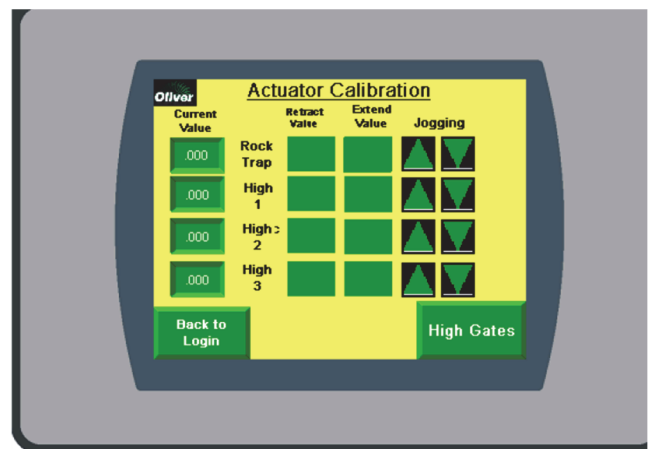 Oliver
Actuator Calibration
Current
Value
Retract
Value
Extend
Value
Jogging
.000
Rock
Trap
.000
High
1
.000
High:
2
.000
High
3
Back to
Login
High Gates